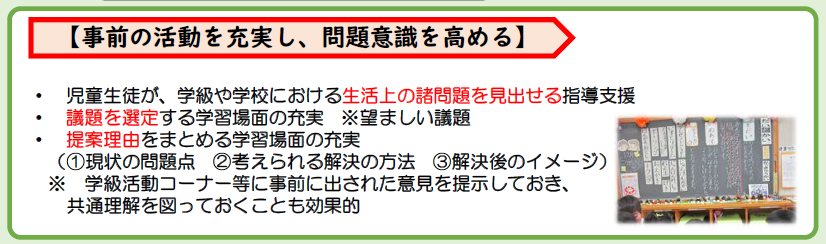 【事前の活動を充実し、問題意識を高める】
・ 児童生徒が、学級や学校における生活上の諸問題を見出せる指導支援
・ 議題を選定する学習場面の充実　※望ましい議題
・ 提案理由をまとめる学習場面の充実
（①現状の問題点　②考えられる解決の方法　③解決後のイメージ）
※　学級活動コーナー等に事前に出された意見を提示しておき、
共通理解を図っておくことも効果的